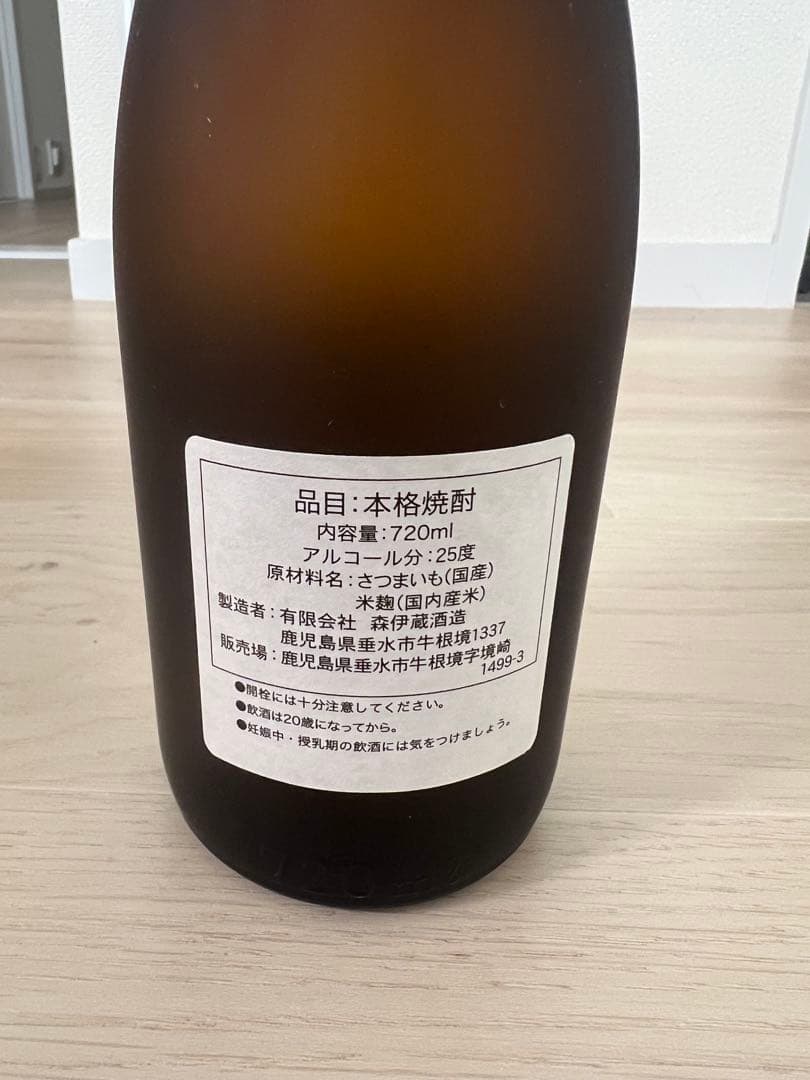 品目:本格焼酎
内容量:720ml
アルコール分:25度
原材料名:さつまいも(国産)
米麹(国内産米)
製造者:有限会社 森伊蔵酒造
鹿児島県垂水市牛根境1337
販売場:鹿児島県垂水市牛根境字境崎
1499-3
●開栓には十分注意してください。
●飲酒は20歳になってから。
●妊娠中・授乳期の飲酒には気をつけましょう。